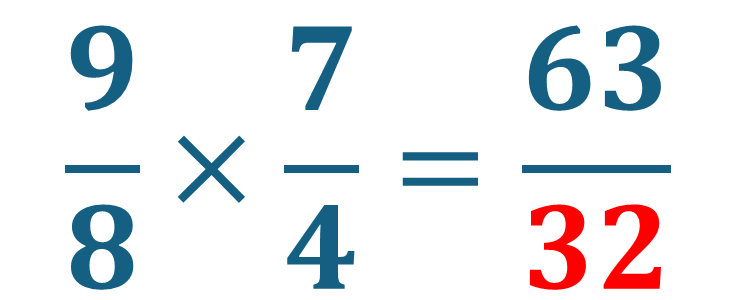 9/8 × 7/4 = 63/32